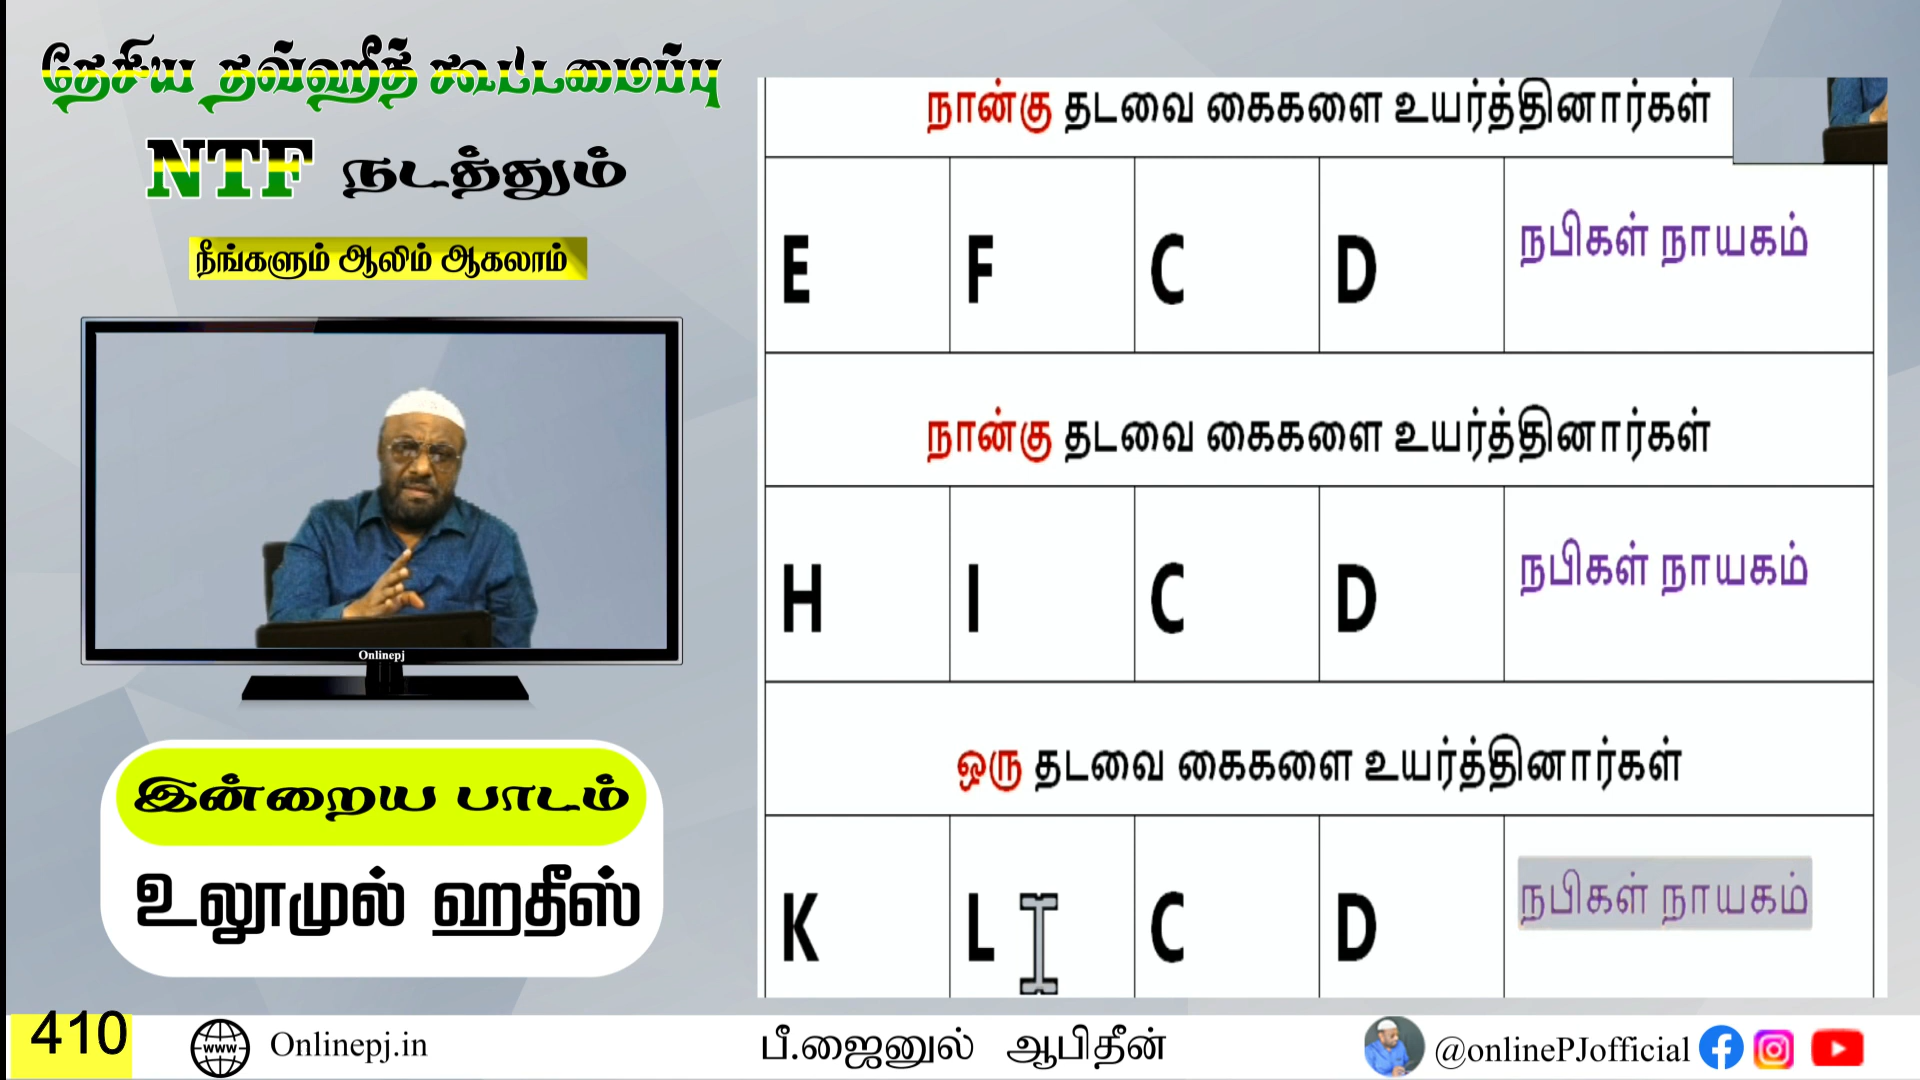 தேசிய தவ்ஹீத் கூட்டமைப்பு
NTF நடத்தும்
நீங்களும் ஆலிம் ஆகலாம்
Onlinepj
இன்றைய பாடம்
உலூமுல் ஹதீஸ்
நான்கு தடவை கைகளை உயர்த்தினார்கள்
E F C D நபிகள் நாயகம்
நான்கு தடவை கைகளை உயர்த்தினார்கள்
H I C D நபிகள் நாயகம்
ஒரு தடவை கைகளை உயர்த்தினார்கள்
K L C D நபிகள் நாயகம்
410
www
Onlinepj.in
பீ.ஜைனுல் ஆபிதீன்
@onlinePJofficial